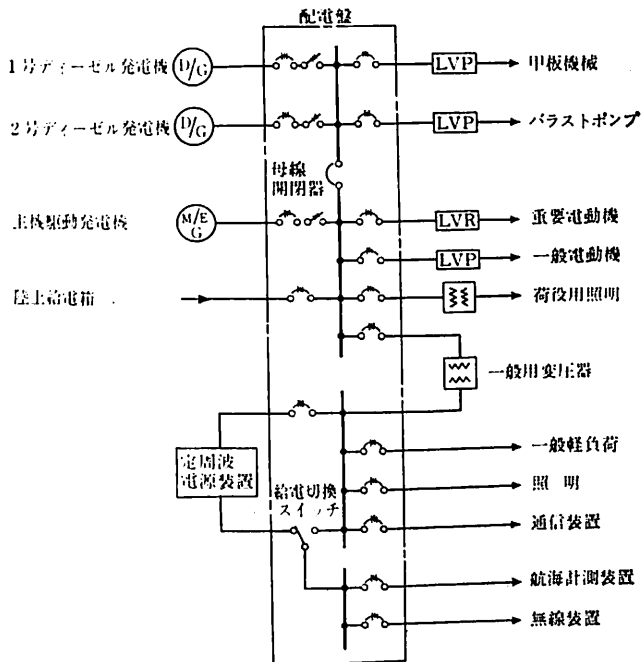 配電盤
1号ディーゼル発電機
D/G
LVP
甲板機械
2号ディーゼル発電機
D/G
LVP
バラストポンプ
母線
開閉器
主機駆動発電機
M/E
G
LVR
重要電動機
LVP
一般電動機
陸上給電箱
荷役用照明
一般用変圧器
定周波
電源装置
給電切換
スイッチ
一般軽負荷
照明
通信装置
航海計測装置
無線装置